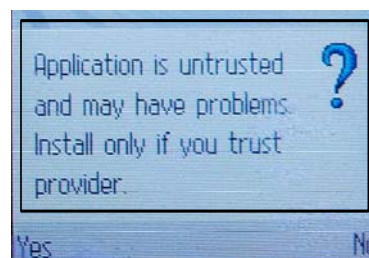 Application is untrusted
and may have problems.
Install only if you trust
provider.
Yes